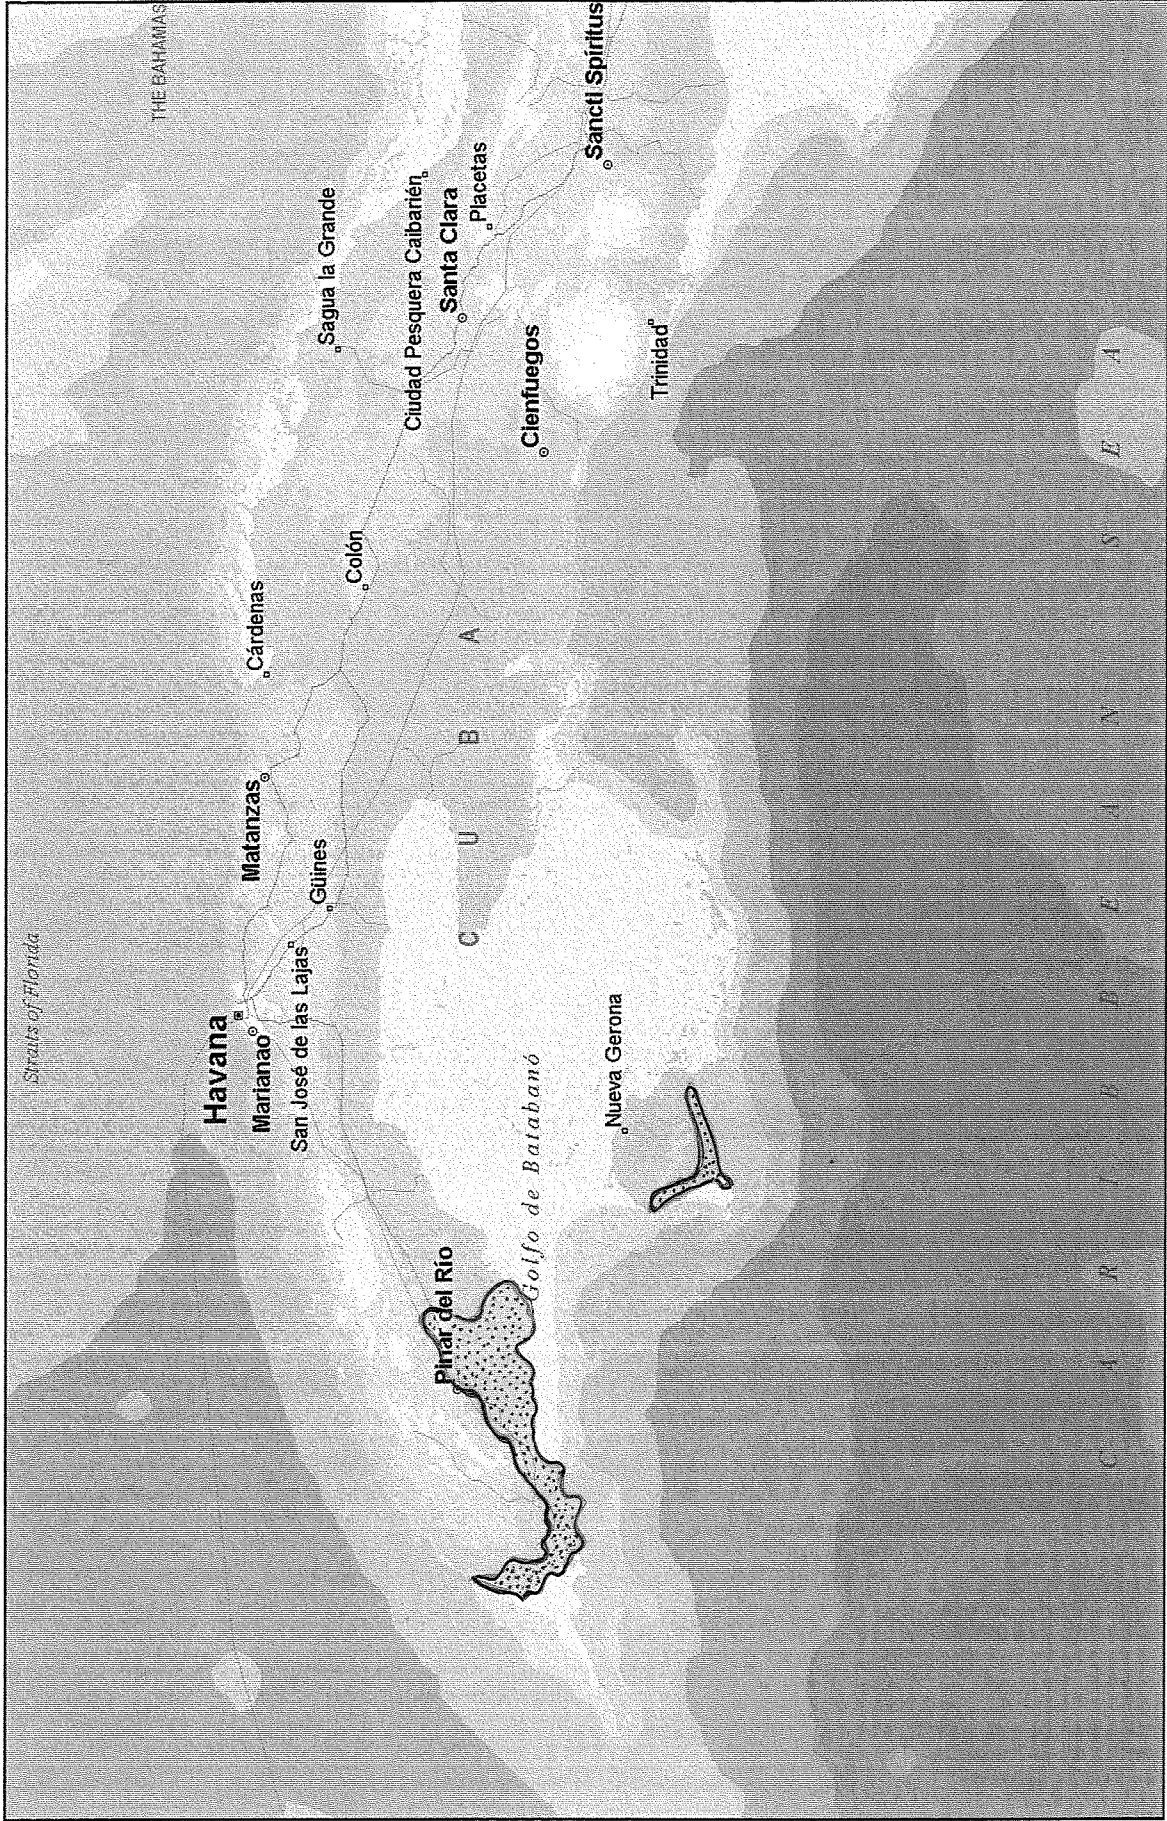 THE BAHAMAS
Straits of Florida
Havana
Marianao
San José de las Lajas
Güines
Matanzas
Cárdenas
Colón
Sagua la Grande
Ciudad Pesquera Caibarién
Santa Clara
Placetas
Sancti Spíritus
Cienfuegos
Trinidad
C U B A
Pinar del Río
Golfo de Batabanó
Nueva Gerona
C A R I B B E A N S E A